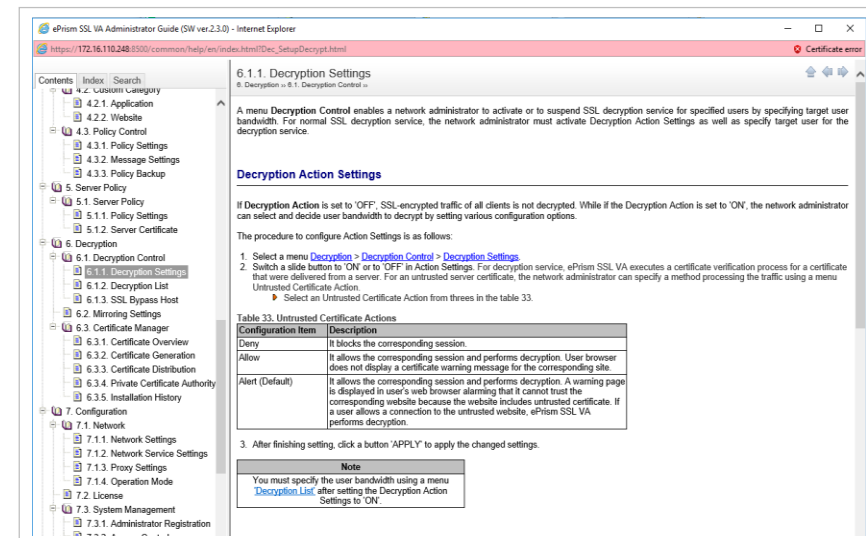 ePrism SSL VA Administrator Guide (SW ver.2.3.0) - Internet Explorer
https://172.16.110.248:8500/common/help/en/index.html?Dec_SetupDecrypt.html
Certificate error
Contents Index Search
4.2. Custom Category
4.2.1. Application
4.2.2. Website
4.3. Policy Control
4.3.1. Policy Settings
4.3.2. Message Settings
4.3.3. Policy Backup
5. Server Policy
5.1. Server Policy
5.1.1. Policy Settings
5.1.2. Server Certificate
6. Decryption
6.1. Decryption Control
6.1.1. Decryption Settings
6.1.2. Decryption List
6.1.3. SSL Bypass Host
6.2. Mirroring Settings
6.3. Certificate Manager
6.3.1. Certificate Overview
6.3.2. Certificate Generation
6.3.3. Certificate Distribution
6.3.4. Private Certificate Authority
6.3.5. Installation History
7. Configuration
7.1. Network
7.1.1. Network Settings
7.1.2. Network Service Settings
7.1.3. Proxy Settings
7.1.4. Operation Mode
7.2. License
7.3. System Management
7.3.1. Administrator Registration
6.1.1. Decryption Settings
6. Decryption » 6.1. Decryption Control »
A menu Decryption Control enables a network administrator to activate or to suspend SSL decryption service for specified users by specifying target user
bandwidth. For normal SSL decryption service, the network administrator must activate Decryption Action Settings as well as specify target user for the
decryption service.
Decryption Action Settings
If Decryption Action is set to 'OFF', SSL-encrypted traffic of all clients is not decrypted. While if the Decryption Action is set to 'ON', the network administrator
can select and decide user bandwidth to decrypt by setting various configuration options.
The procedure to configure Action Settings is as follows:
1. Select a menu Decryption > Decryption Control > Decryption Settings.
2. Switch a slide button to 'ON' or to 'OFF' in Action Settings. For decryption service, ePrism SSL VA executes a certificate verification process for a certificate
that were delivered from a server. For an untrusted server certificate, the network administrator can specify a method processing the traffic using a menu
Untrusted Certificate Action.
Select an Untrusted Certificate Action from threes in the table 33.
Table 33. Untrusted Certificate Actions
Configuration Item Description
Deny It blocks the corresponding session.
Allow It allows the corresponding session and performs decryption. User browser
does not display a certificate warning message for the corresponding site.
Alert (Default) It allows the corresponding session and performs decryption. A warning page
is displayed in user's web browser alarming that it cannot trust the
corresponding website because the website includes untrusted certificate. If
a user allows a connection to the untrusted website, ePrism SSL VA
performs decryption.
3. After finishing setting, click a button 'APPLY' to apply the changed settings.
Note
You must specify the user bandwidth using a menu
'Decryption List' after setting the Decryption Action
Settings to 'ON'.